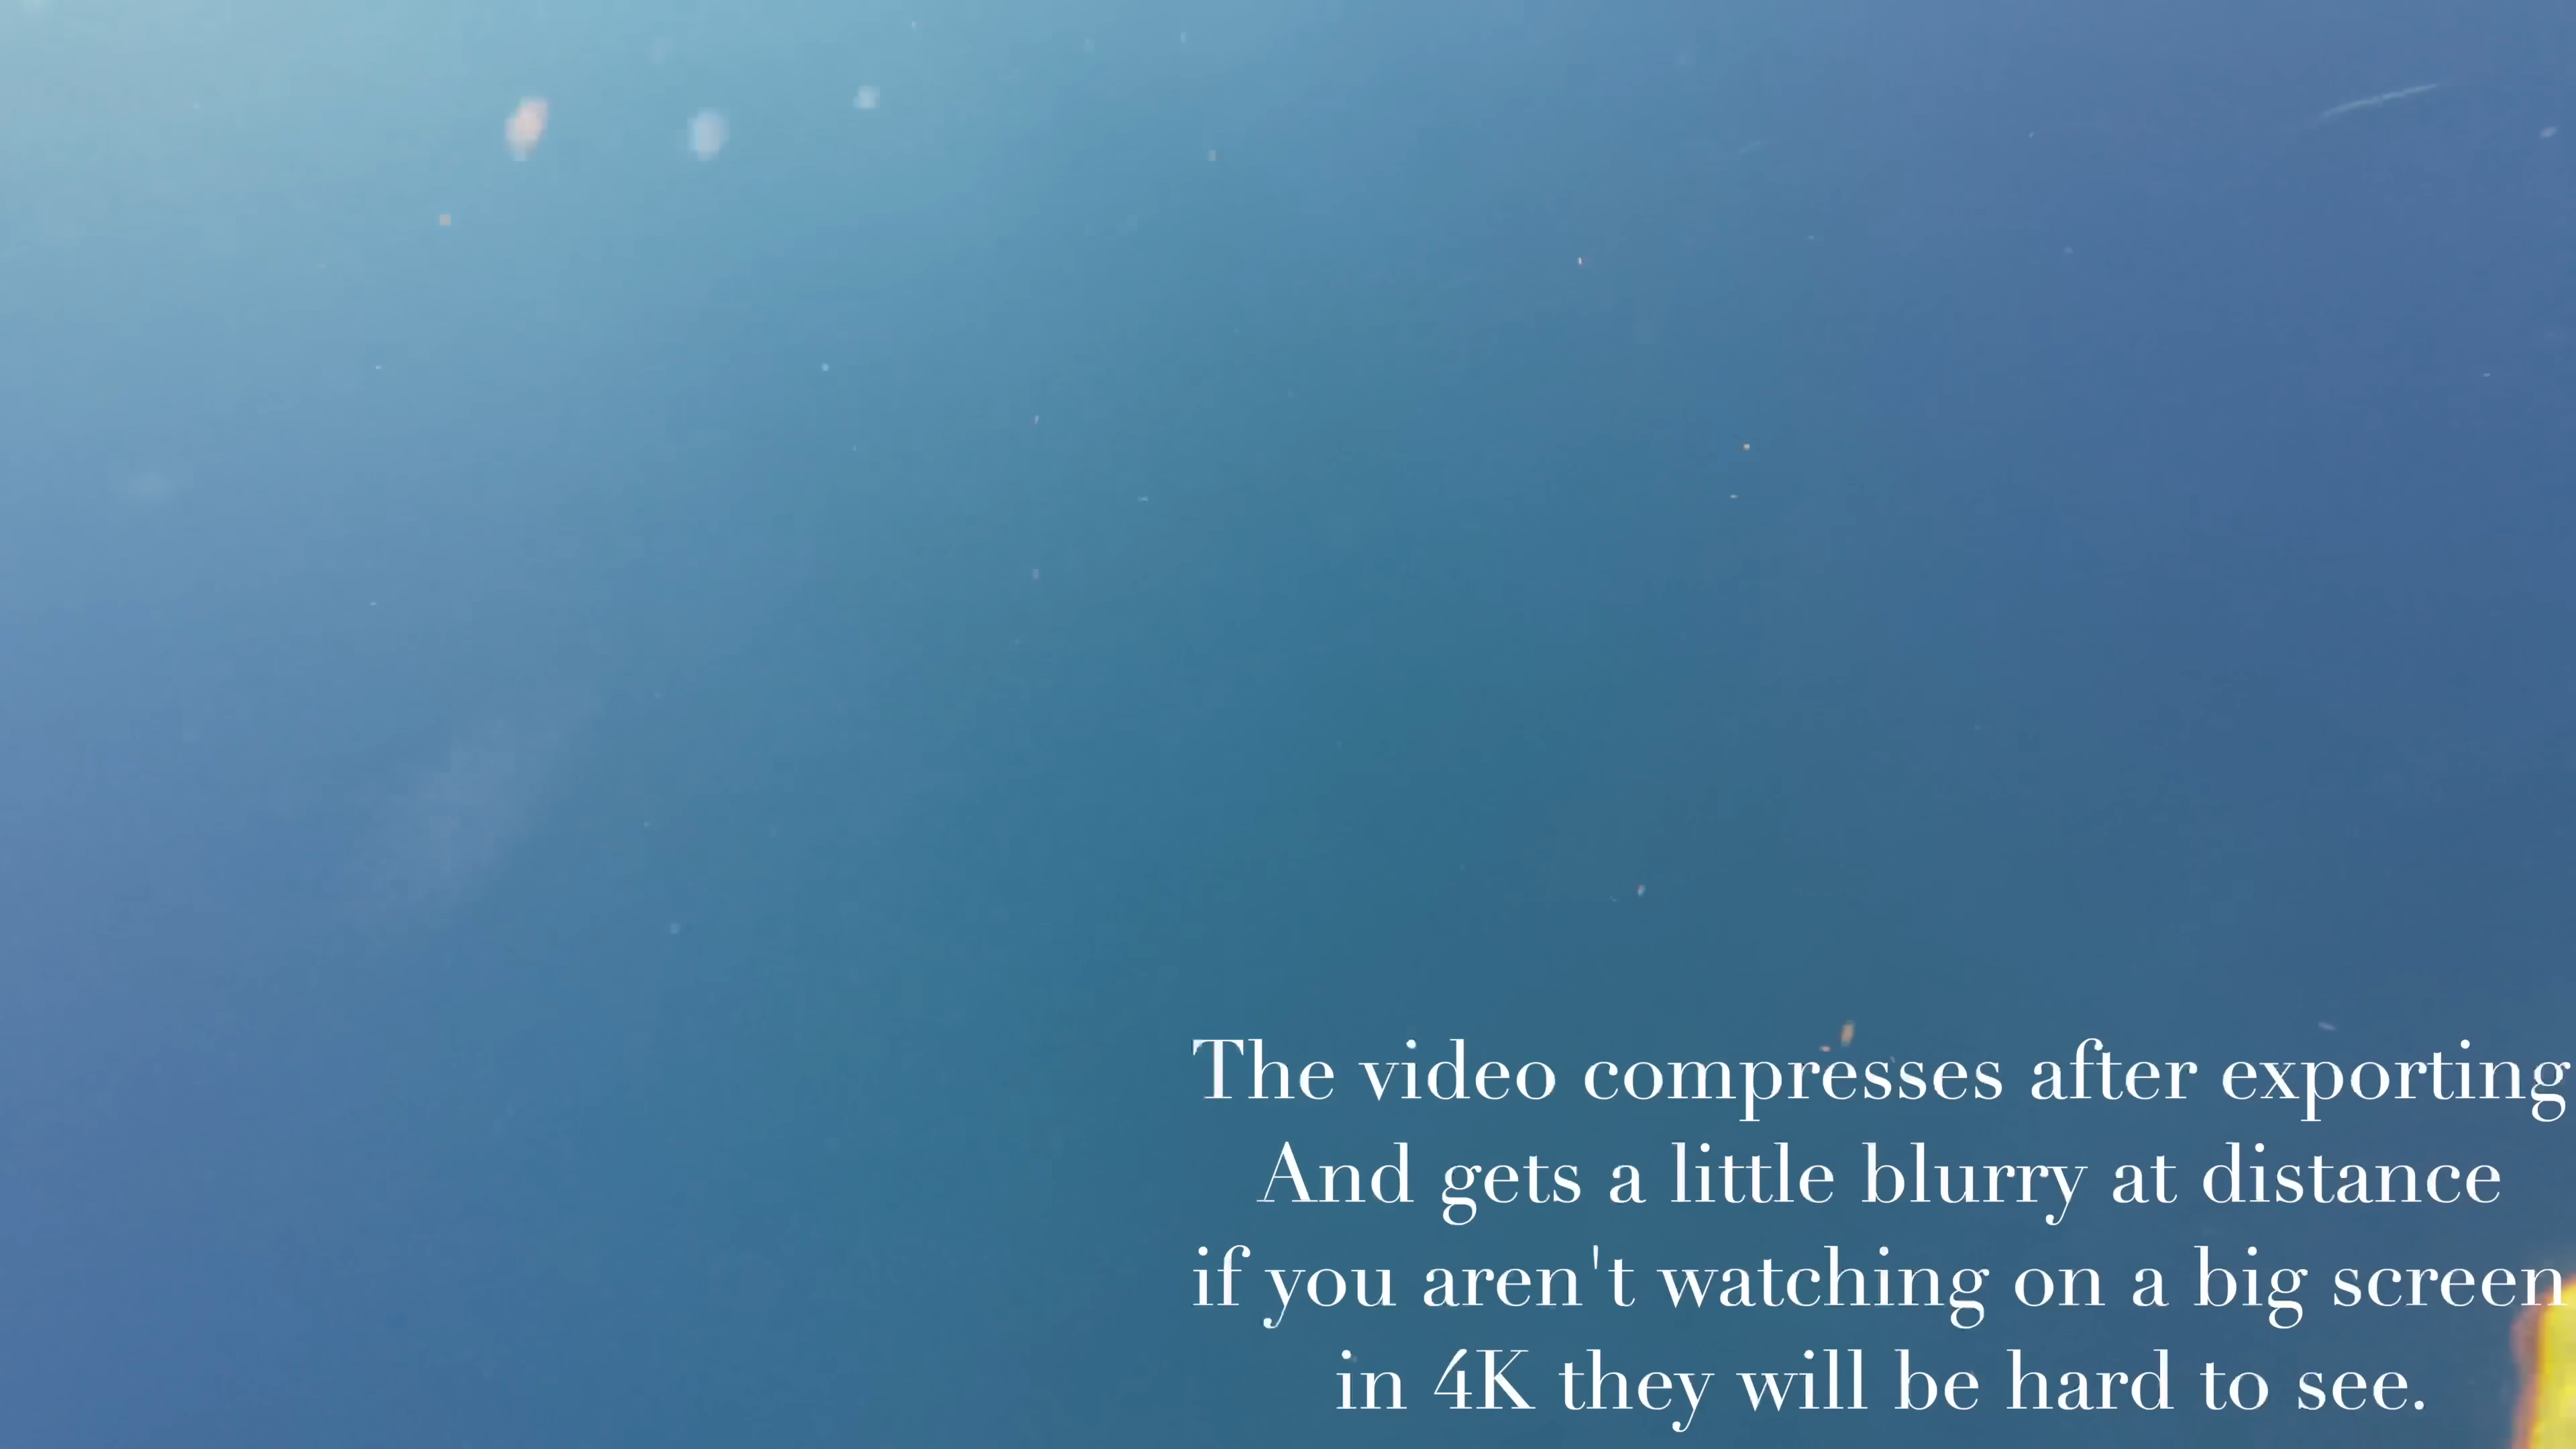 The video compresses after exporting
And gets a little blurry at distance
if you aren't watching on a big screen
in 4K they will be hard to see.